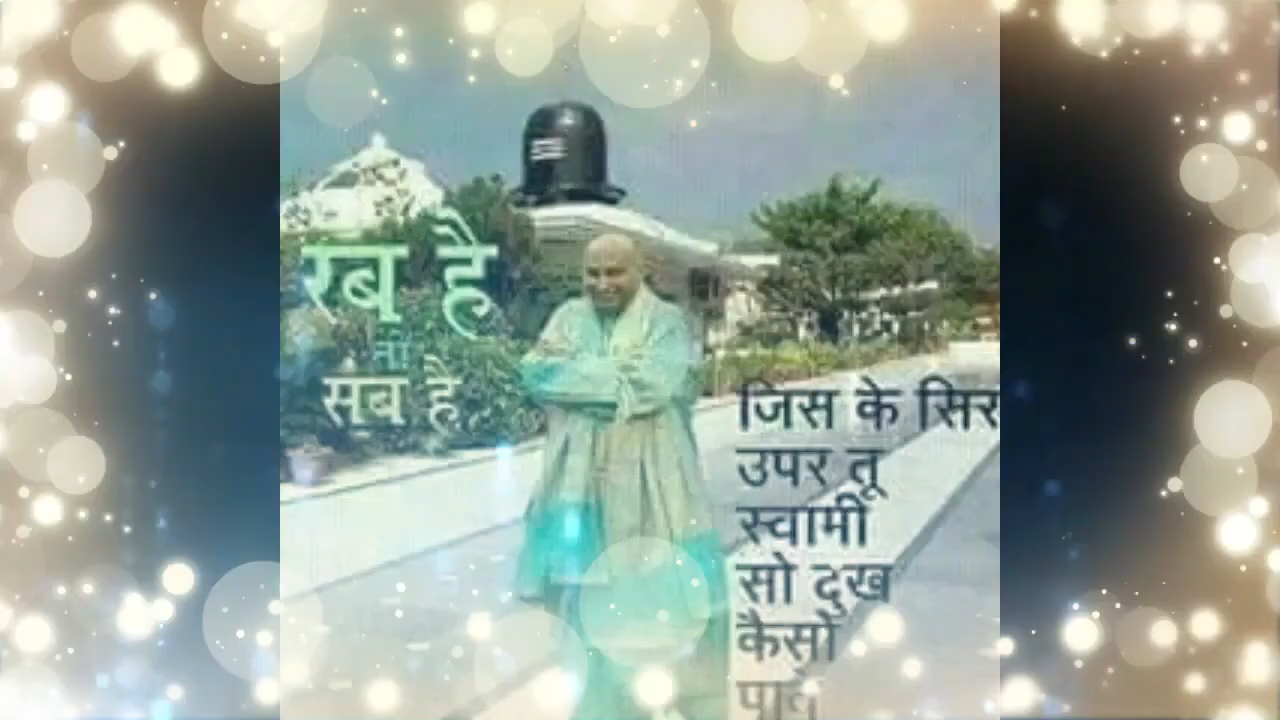 रब है
तो
सब है
जिस के सिर
उपर तू
स्वामी
सो दुख
कैसो
पावे